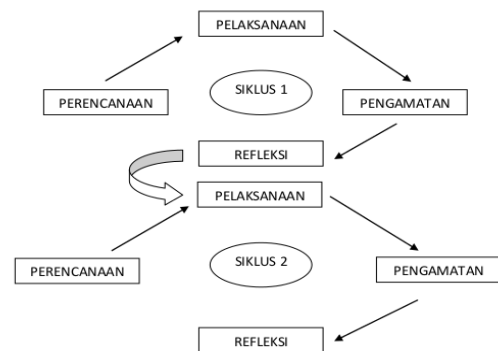 PELAKSANAAN
SIKLUS 1
PERENCANAAN
PENGAMATAN
REFLEKSI
PELAKSANAAN
SIKLUS 2
PERENCANAAN
PENGAMATAN
REFLEKSI